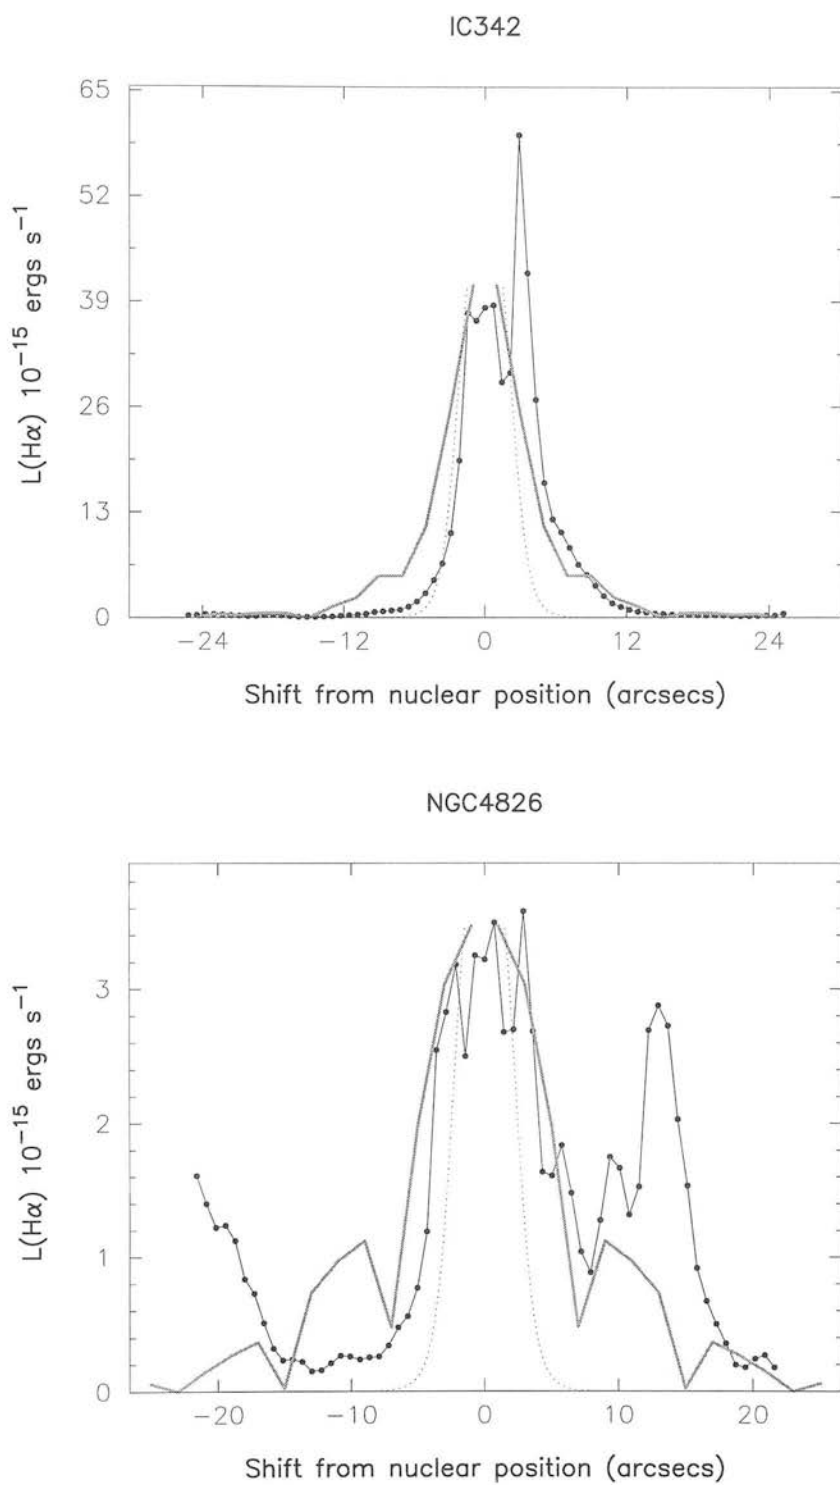 IC342
65
52
39
26
13
0
L(Hα) 10−15 ergs s−1
−24 −12 0 12 24
Shift from nuclear position (arcsecs)
NGC4826
3
2
1
0
L(Hα) 10−15 ergs s−1
−20 −10 0 10 20
Shift from nuclear position (arcsecs)